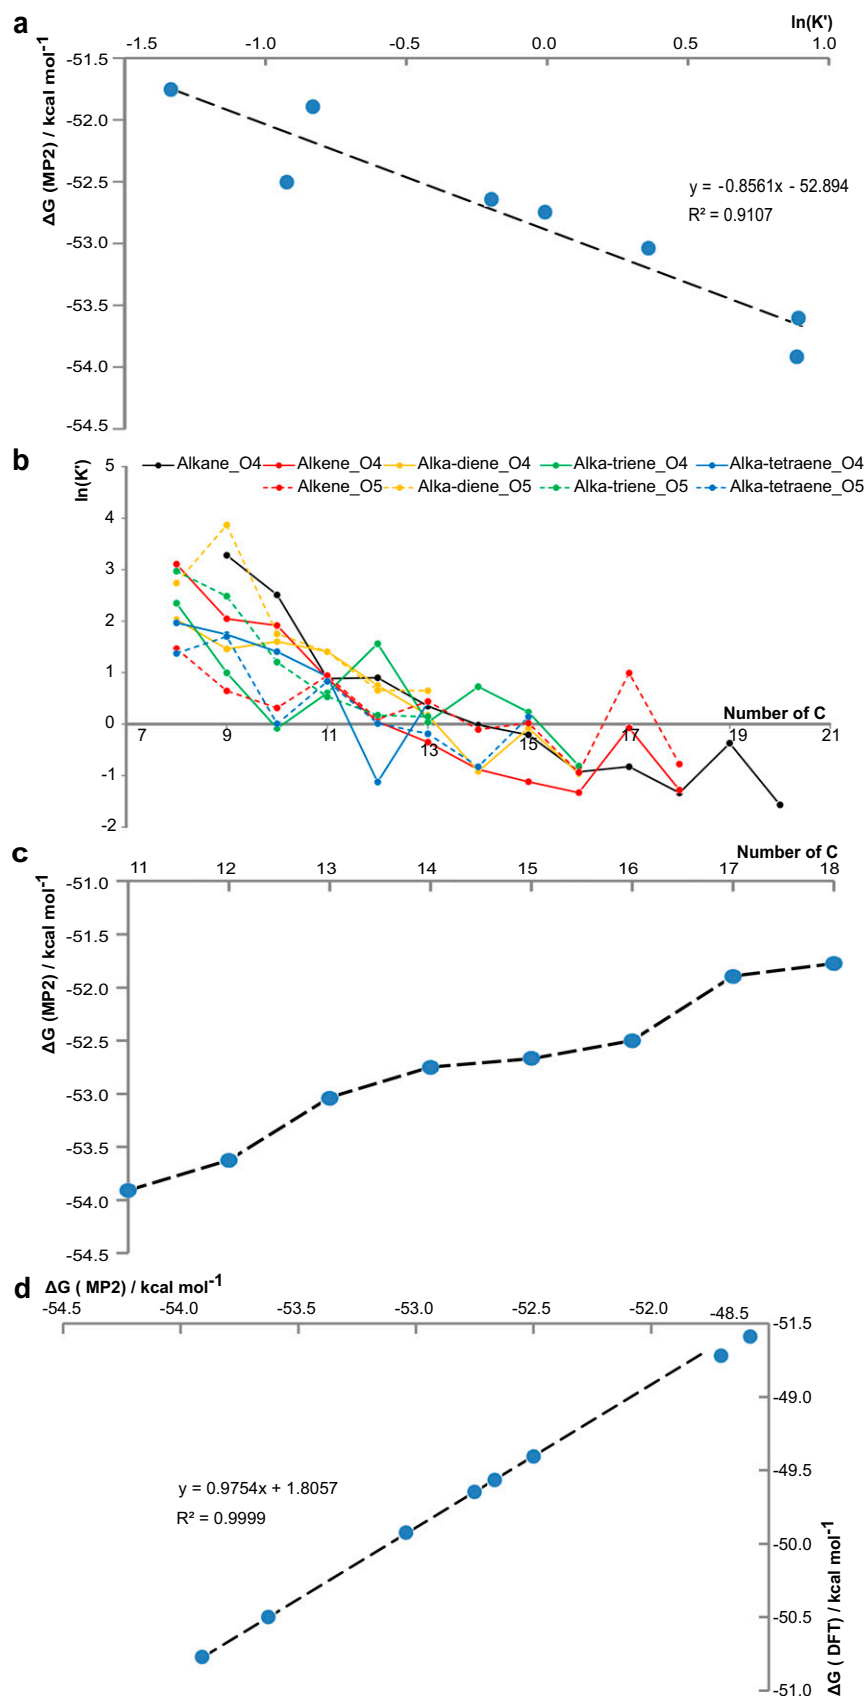 a
ln(K')
-1.5 -1.0 -0.5 0.0 0.5 1.0
ΔG (MP2) / kcal mol-1
-51.5
-52.0
-52.5
-53.0
-53.5
-54.0
-54.5
y = -0.8561x - 52.894
R² = 0.9107
b
ln(K')
Alkane_O4 Alkene_O4 Alka-diene_O4 Alka-triene_O4 Alka-tetraene_O4
Alkene_O5 Alka-diene_O5 Alka-triene_O5 Alka-tetraene_O5
5
4
3
2
1
0
-1
-2
Number of C
7 9 11 13 15 17 19 21
c
Number of C
11 12 13 14 15 16 17 18
ΔG (MP2) / kcal mol-1
-51.0
-51.5
-52.0
-52.5
-53.0
-53.5
-54.0
-54.5
d
ΔG ( MP2) / kcal mol-1
-54.5 -54.0 -53.5 -53.0 -52.5 -52.0 -48.5
-51.5
-49.0
-49.5
-50.0
-50.5
-51.0
y = 0.9754x + 1.8057
R² = 0.9999
ΔG ( DFT) / kcal mol-1